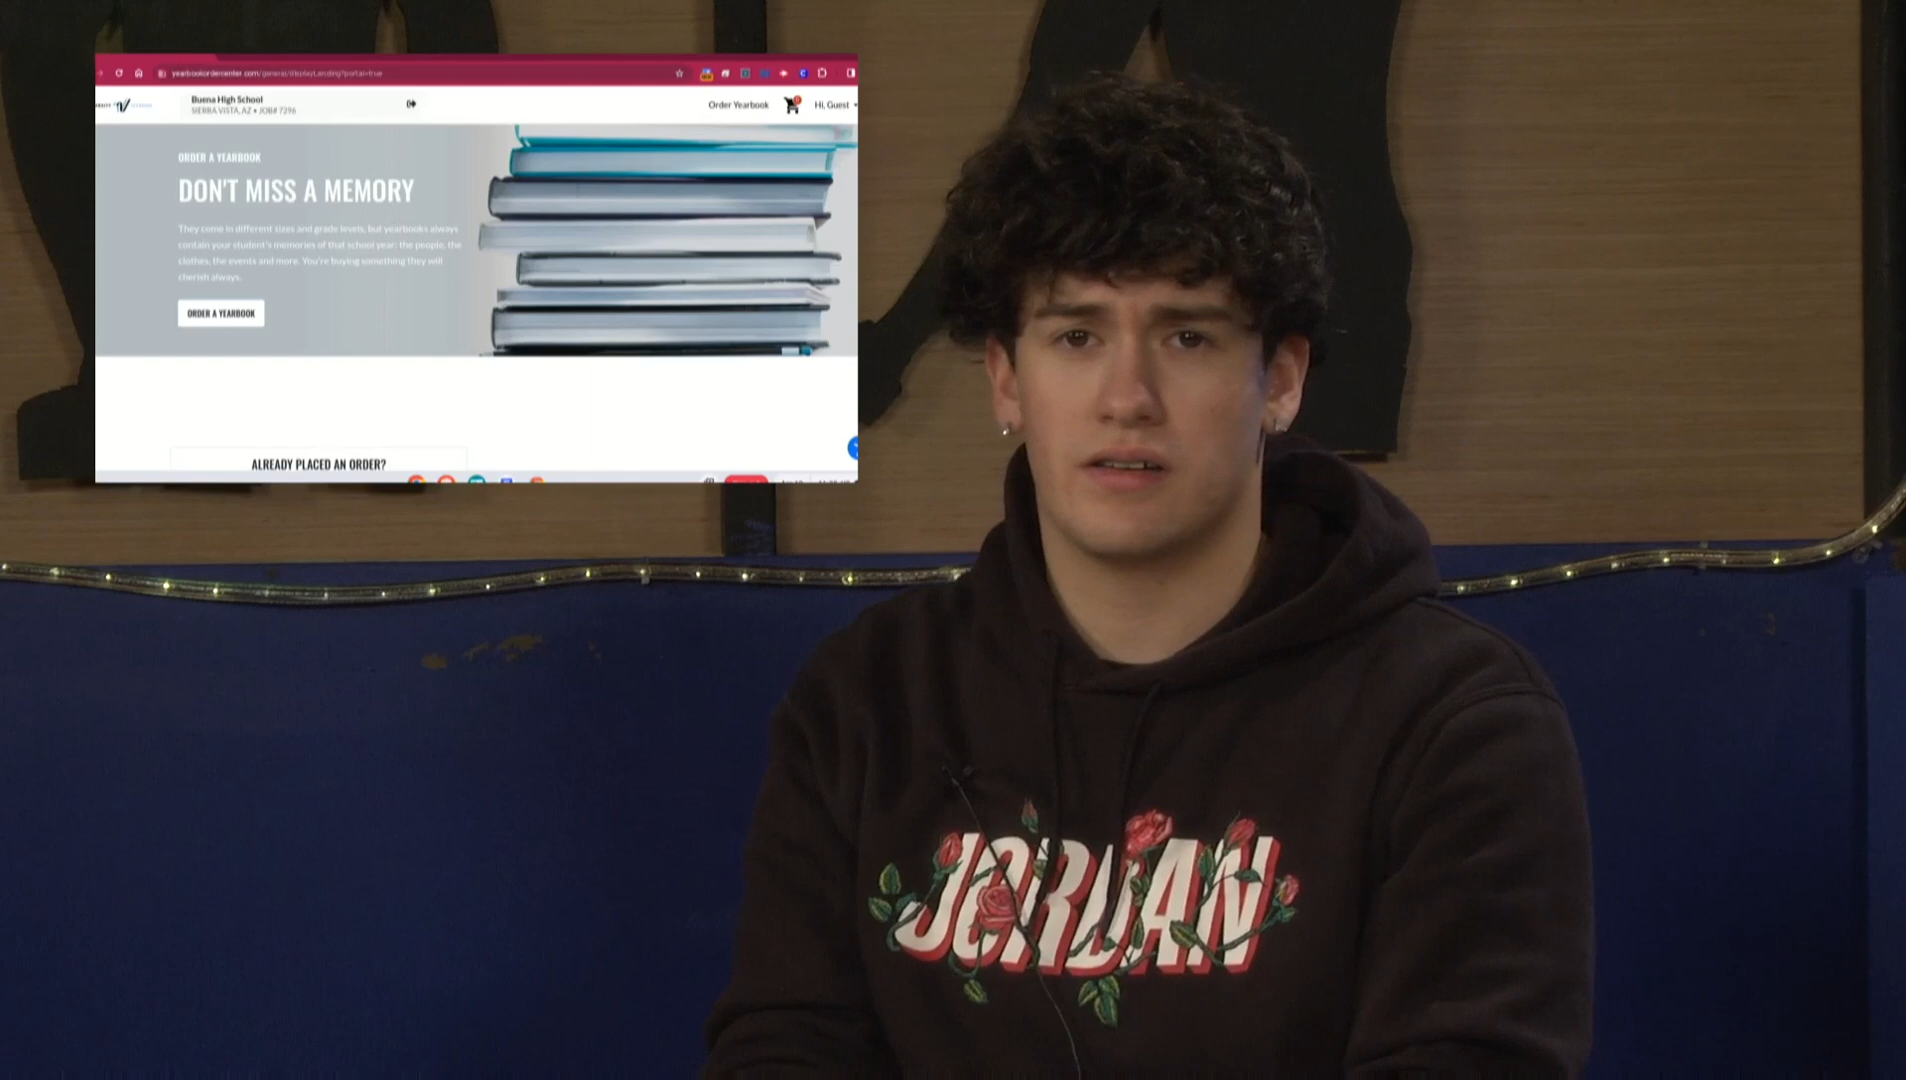 yearbookordercenter.com/general/displayLanding?portal=true
Buena High School
SIERRA VISTA, AZ • JOB# 7296
Order Yearbook
Hi, Guest
ORDER A YEARBOOK
DON'T MISS A MEMORY
They come in different sizes and grade levels, but yearbooks always
contain your student's memories of that school year: the people, the
clothes, the events and more. You're buying something they will
cherish always.
ORDER A YEARBOOK
ALREADY PLACED AN ORDER?
JORDAN